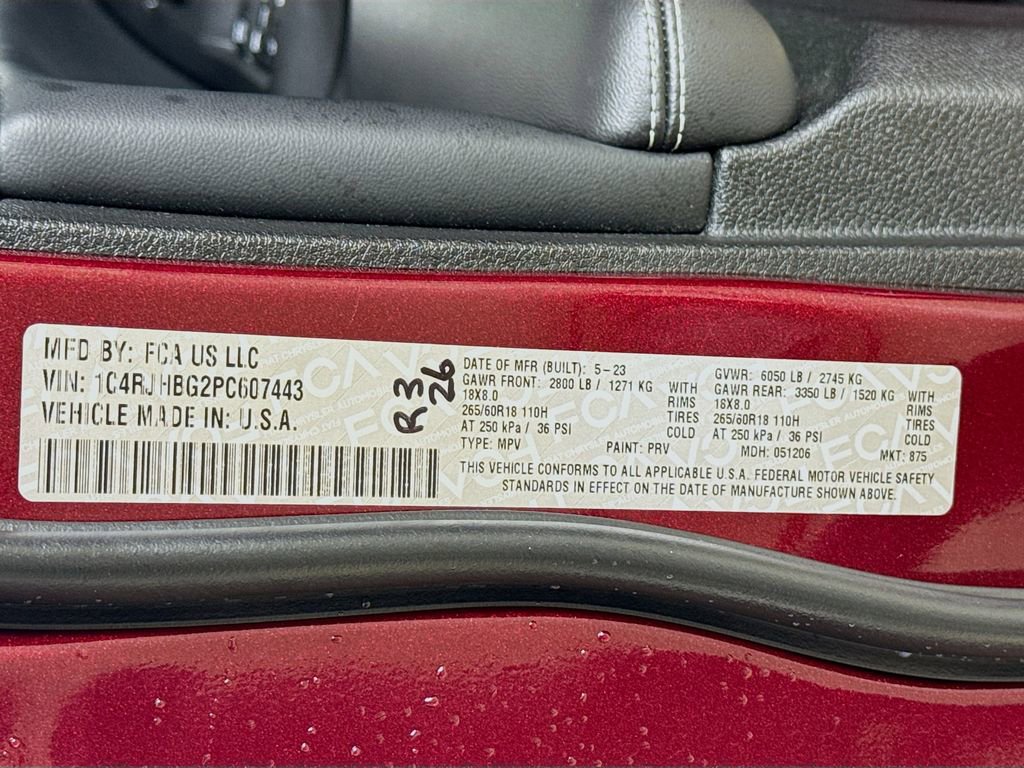 MFD BY: FCA US LLC
VIN: 1C4RJHBG2PC607443
VEHICLE MADE IN: U.S.A.
R3
26
DATE OF MFR (BUILT): 5-23
GAWR FRONT: 2800 LB / 1271 KG WITH
18X8.0 RIMS
265/60R18 110H TIRES
AT 250 kPa / 36 PSI COLD
TYPE: MPV PAINT: PRV
GVWR: 6050 LB / 2745 KG
GAWR REAR: 3350 LB / 1520 KG WITH
18X8.0 RIMS
265/60R18 110H TIRES
AT 250 kPa / 36 PSI COLD
MDH: 051206 MKT: 875
THIS VEHICLE CONFORMS TO ALL APPLICABLE U.S.A. FEDERAL MOTOR VEHICLE SAFETY
STANDARDS IN EFFECT ON THE DATE OF MANUFACTURE SHOWN ABOVE.